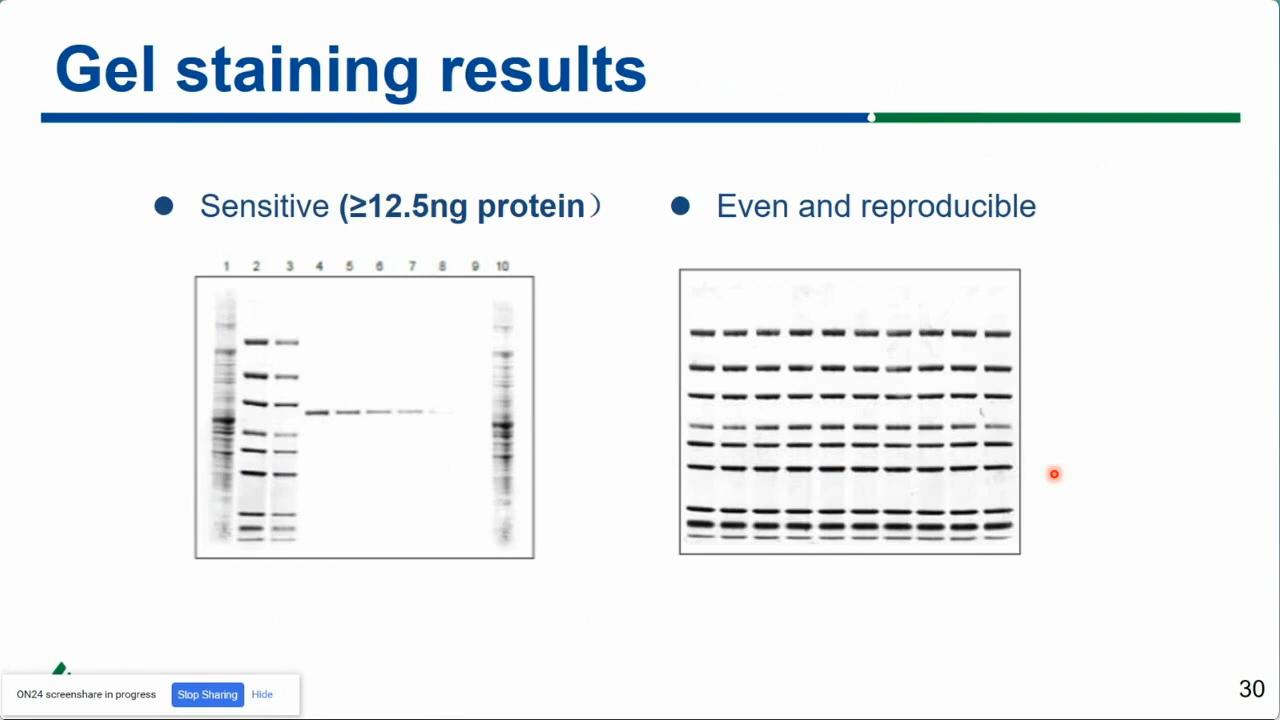 Gel staining results
● Sensitive (≥12.5ng protein）
● Even and reproducible
1 2 3 4 5 6 7 8 9 10
ON24 screenshare in progress Stop Sharing Hide
30